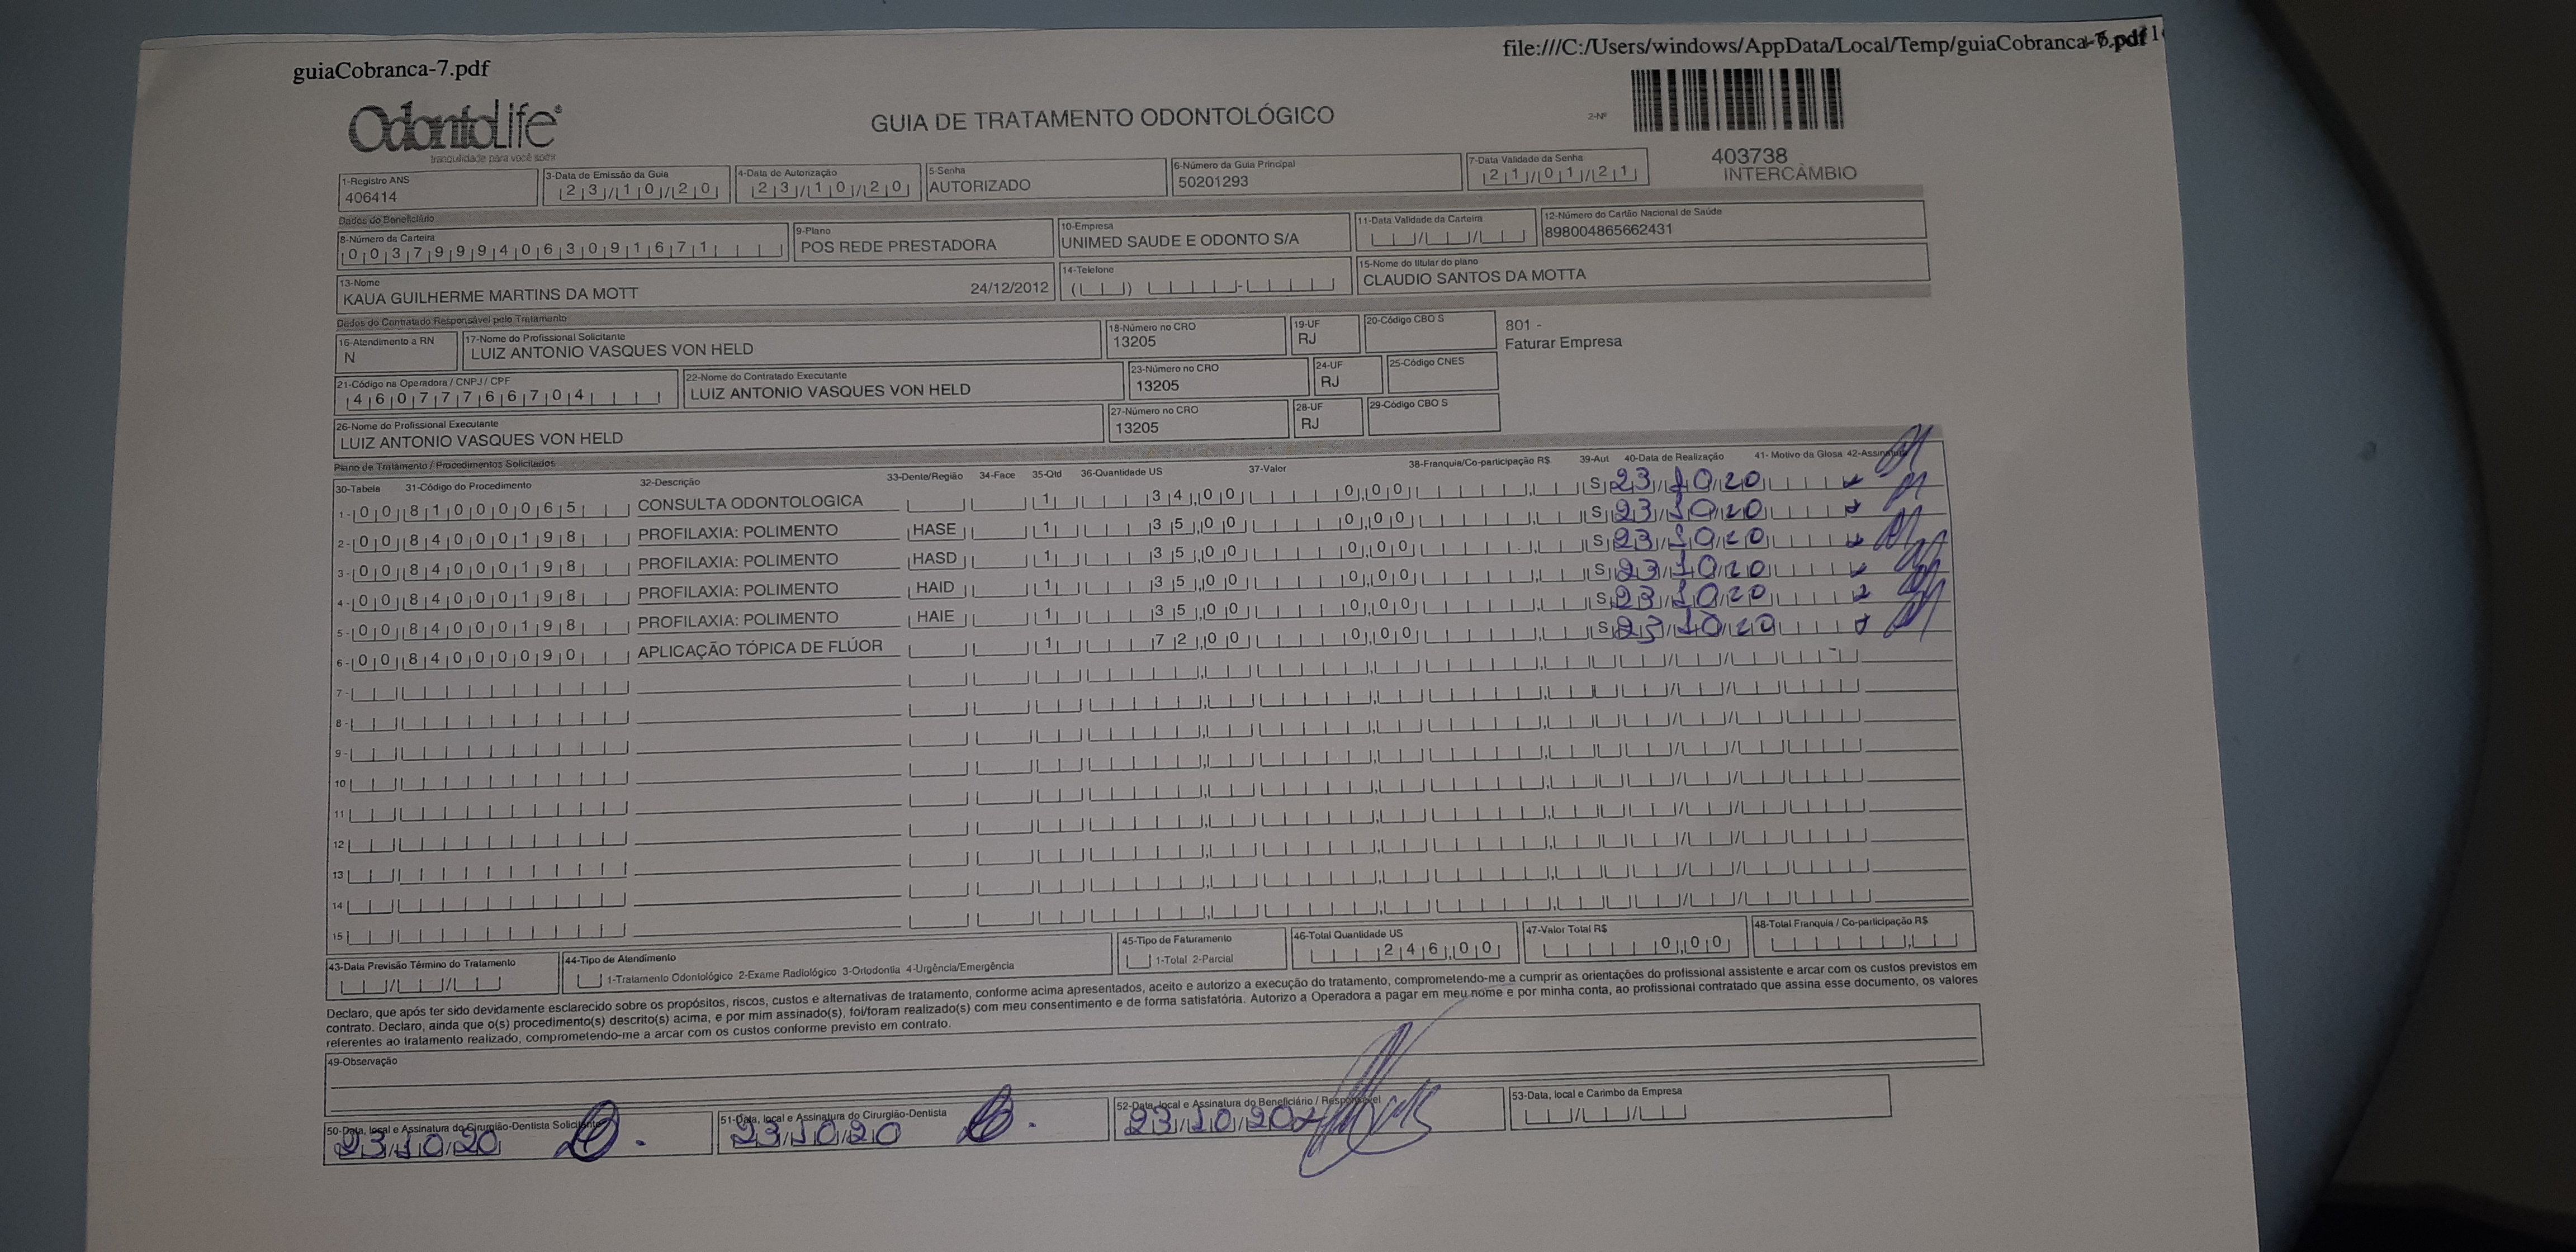 guiaCobranca-7.pdf
file:///C:/Users/windows/AppData/Local/Temp/guiaCobranca-
OdontoLife®
tranquilidade para você sorrir
GUIA DE TRATAMENTO ODONTOLÓGICO
2-Nº
403738
INTERCÂMBIO
1-Registro ANS
406414
3-Data de Emissão da Guia
23/10/20
4-Data de Autorização
23/10/20
5-Senha
AUTORIZADO
6-Número da Guia Principal
50201293
7-Data Validade da Senha
21/01/21
Dados do Beneficiário
8-Número da Carteira
00379994063091671
9-Plano
POS REDE PRESTADORA
10-Empresa
UNIMED SAUDE E ODONTO S/A
11-Data Validade da Carteira
12-Número do Cartão Nacional de Saúde
898004865662431
13-Nome
KAUA GUILHERME MARTINS DA MOTT 24/12/2012
14-Telefone
15-Nome do titular do plano
CLAUDIO SANTOS DA MOTTA
Dados do Contratado Responsável pelo Tratamento
16-Atendimento a RN
N
17-Nome do Profissional Solicitante
LUIZ ANTONIO VASQUES VON HELD
18-Número no CRO
13205
19-UF
RJ
20-Código CBO S
801 -
Faturar Empresa
21-Código na Operadora / CNPJ / CPF
46077766704
22-Nome do Contratado Executante
LUIZ ANTONIO VASQUES VON HELD
23-Número no CRO
13205
24-UF
RJ
25-Código CNES
26-Nome do Profissional Executante
LUIZ ANTONIO VASQUES VON HELD
27-Número no CRO
13205
28-UF
RJ
29-Código CBO S
Plano de Tratamento / Procedimentos Solicitados
30-Tabela 31-Código do Procedimento 32-Descrição 33-Dente/Região 34-Face 35-Qtd 36-Quantidade US 37-Valor 38-Franquia/Co-participação R$ 39-Aut 40-Data de Realização 41- Motivo da Glosa 42-Assinatura
1- 00 81000065 CONSULTA ODONTOLOGICA 1 34,00 0,00 S 23/10/20
2- 00 84000198 PROFILAXIA: POLIMENTO HASE 1 35,00 0,00 S 23/10/20
3- 00 84000198 PROFILAXIA: POLIMENTO HASD 1 35,00 0,00 S 23/10/20
4- 00 84000198 PROFILAXIA: POLIMENTO HAID 1 35,00 0,00 S 23/10/20
5- 00 84000198 PROFILAXIA: POLIMENTO HAIE 1 35,00 0,00 S 23/10/20
6- 00 84000090 APLICAÇÃO TÓPICA DE FLÚOR 1 72,00 0,00 S 23/10/20
7-
8-
9-
10
11
12
13
14
15
43-Data Previsão Término do Tratamento
44-Tipo de Atendimento
1-Tratamento Odontológico 2-Exame Radiológico 3-Ortodontia 4-Urgência/Emergência
45-Tipo de Faturamento
1-Total 2-Parcial
46-Total Quantidade US
246,00
47-Valor Total R$
0,00
48-Total Franquia / Co-participação R$
Declaro, que após ter sido devidamente esclarecido sobre os propósitos, riscos, custos e alternativas de tratamento, conforme acima apresentados, aceito e autorizo a execução do tratamento, comprometendo-me a cumprir as orientações do profissional assistente e arcar com os custos previstos em
contrato. Declaro, ainda que o(s) procedimento(s) descrito(s) acima, e por mim assinado(s), foi/foram realizado(s) com meu consentimento e de forma satisfatória. Autorizo a Operadora a pagar em meu nome e por minha conta, ao profissional contratado que assina esse documento, os valores
referentes ao tratamento realizado, comprometendo-me a arcar com os custos conforme previsto em contrato.
49-Observação
50-Data, local e Assinatura do Cirurgião-Dentista Solicitante
23/10/20
51-Data, local e Assinatura do Cirurgião-Dentista
23/10/20
52-Data, local e Assinatura do Beneficiário / Responsável
23/10/20
53-Data, local e Carimbo da Empresa